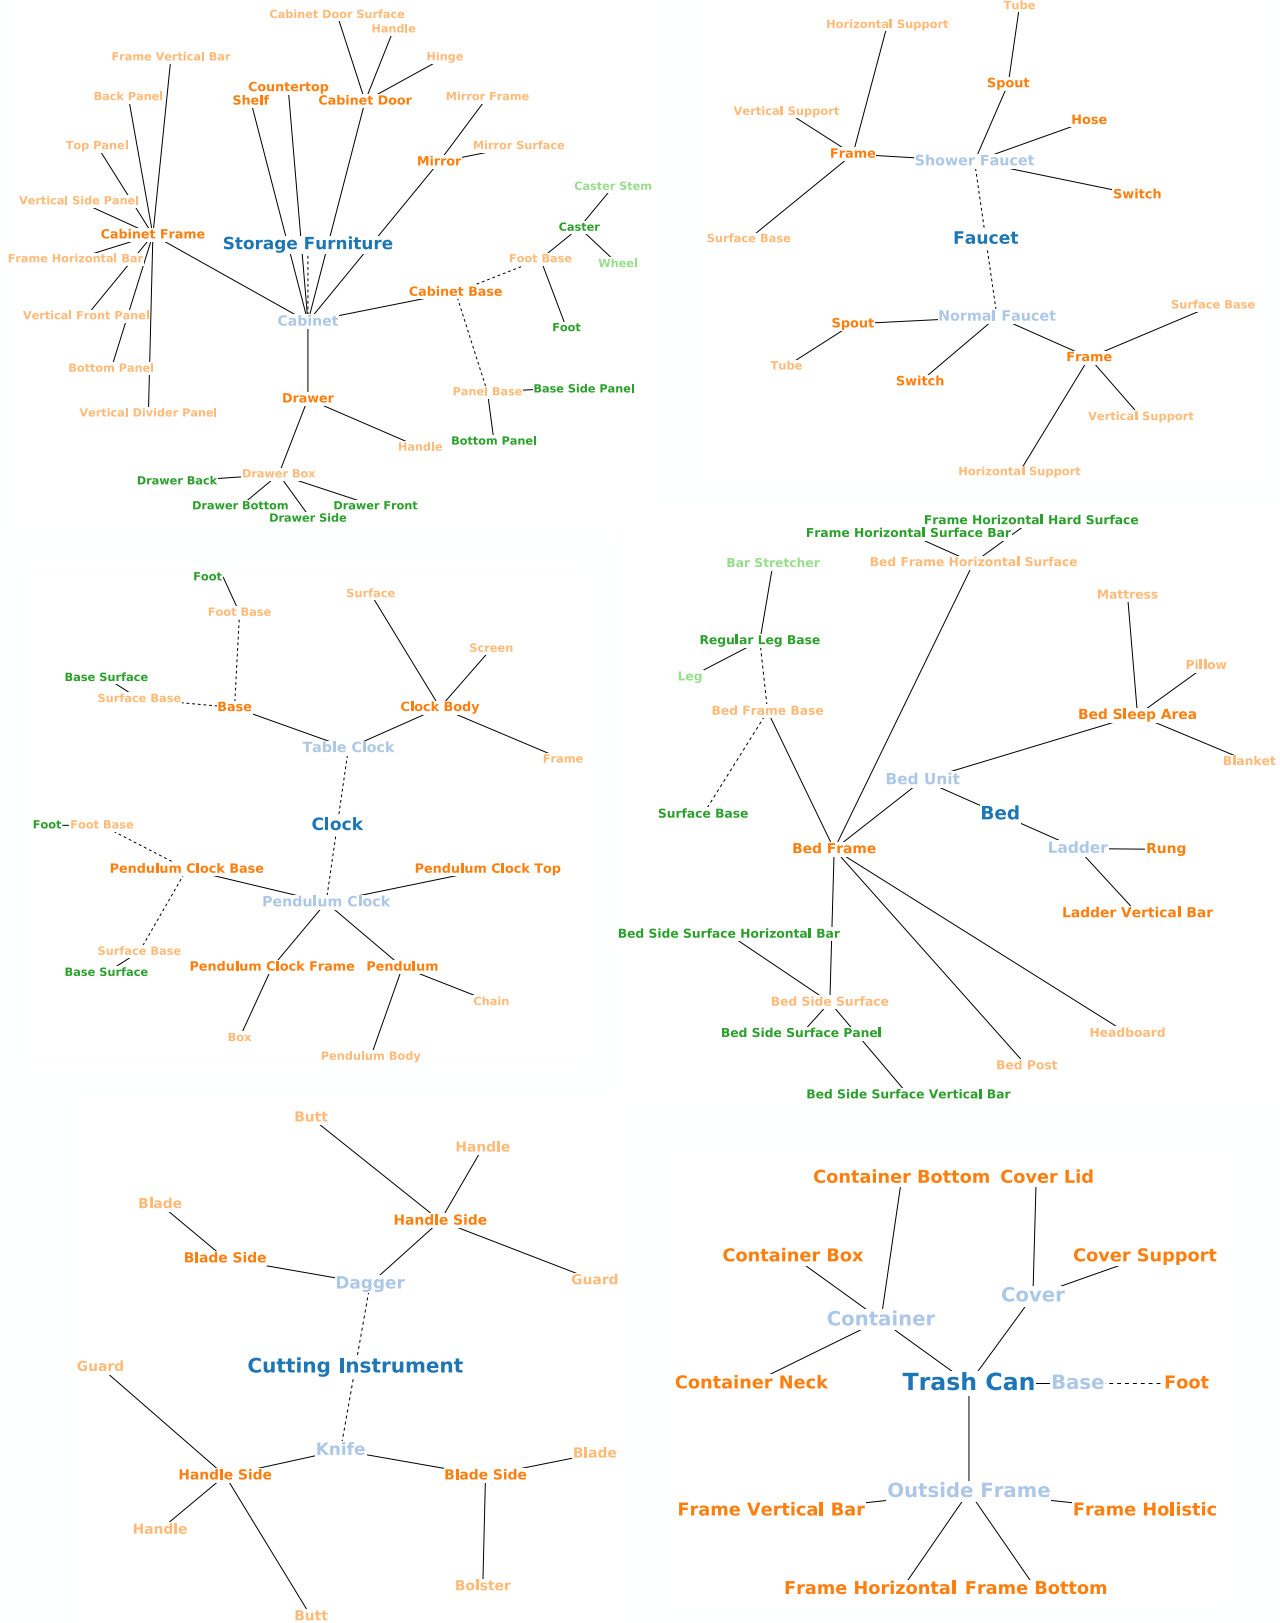 Cabinet Door Surface
Handle
Frame Vertical Bar
Hinge
Countertop
Back Panel
Shelf
Cabinet Door
Mirror Frame
Top Panel
Mirror Surface
Mirror
Caster Stem
Vertical Side Panel
Caster
Cabinet Frame
Storage Furniture
Frame Horizontal Bar
Foot Base
Wheel
Cabinet Base
Vertical Front Panel
Cabinet
Foot
Bottom Panel
Base Side Panel
Panel Base
Drawer
Vertical Divider Panel
Bottom Panel
Handle
Drawer Box
Drawer Back
Drawer Bottom
Drawer Front
Drawer Side
Tube
Horizontal Support
Spout
Vertical Support
Hose
Frame
Shower Faucet
Switch
Surface Base
Faucet
Surface Base
Normal Faucet
Spout
Frame
Tube
Switch
Vertical Support
Horizontal Support
Foot
Surface
Foot Base
Screen
Base Surface
Surface Base
Base
Clock Body
Table Clock
Frame
Clock
Foot
Foot Base
Pendulum Clock Base
Pendulum Clock Top
Pendulum Clock
Surface Base
Base Surface
Pendulum Clock Frame
Pendulum
Chain
Box
Pendulum Body
Frame Horizontal Hard Surface
Frame Horizontal Surface Bar
Bar Stretcher
Bed Frame Horizontal Surface
Mattress
Regular Leg Base
Pillow
Leg
Bed Frame Base
Bed Sleep Area
Blanket
Bed Unit
Surface Base
Bed
Bed Frame
Ladder
Rung
Ladder Vertical Bar
Bed Side Surface Horizontal Bar
Bed Side Surface
Bed Side Surface Panel
Headboard
Bed Post
Bed Side Surface Vertical Bar
Butt
Handle
Blade
Handle Side
Blade Side
Dagger
Guard
Cutting Instrument
Guard
Knife
Blade
Handle Side
Blade Side
Handle
Bolster
Butt
Container Bottom
Cover Lid
Container Box
Cover Support
Cover
Container
Container Neck
Trash Can
Base
Foot
Outside Frame
Frame Vertical Bar
Frame Holistic
Frame Horizontal
Frame Bottom